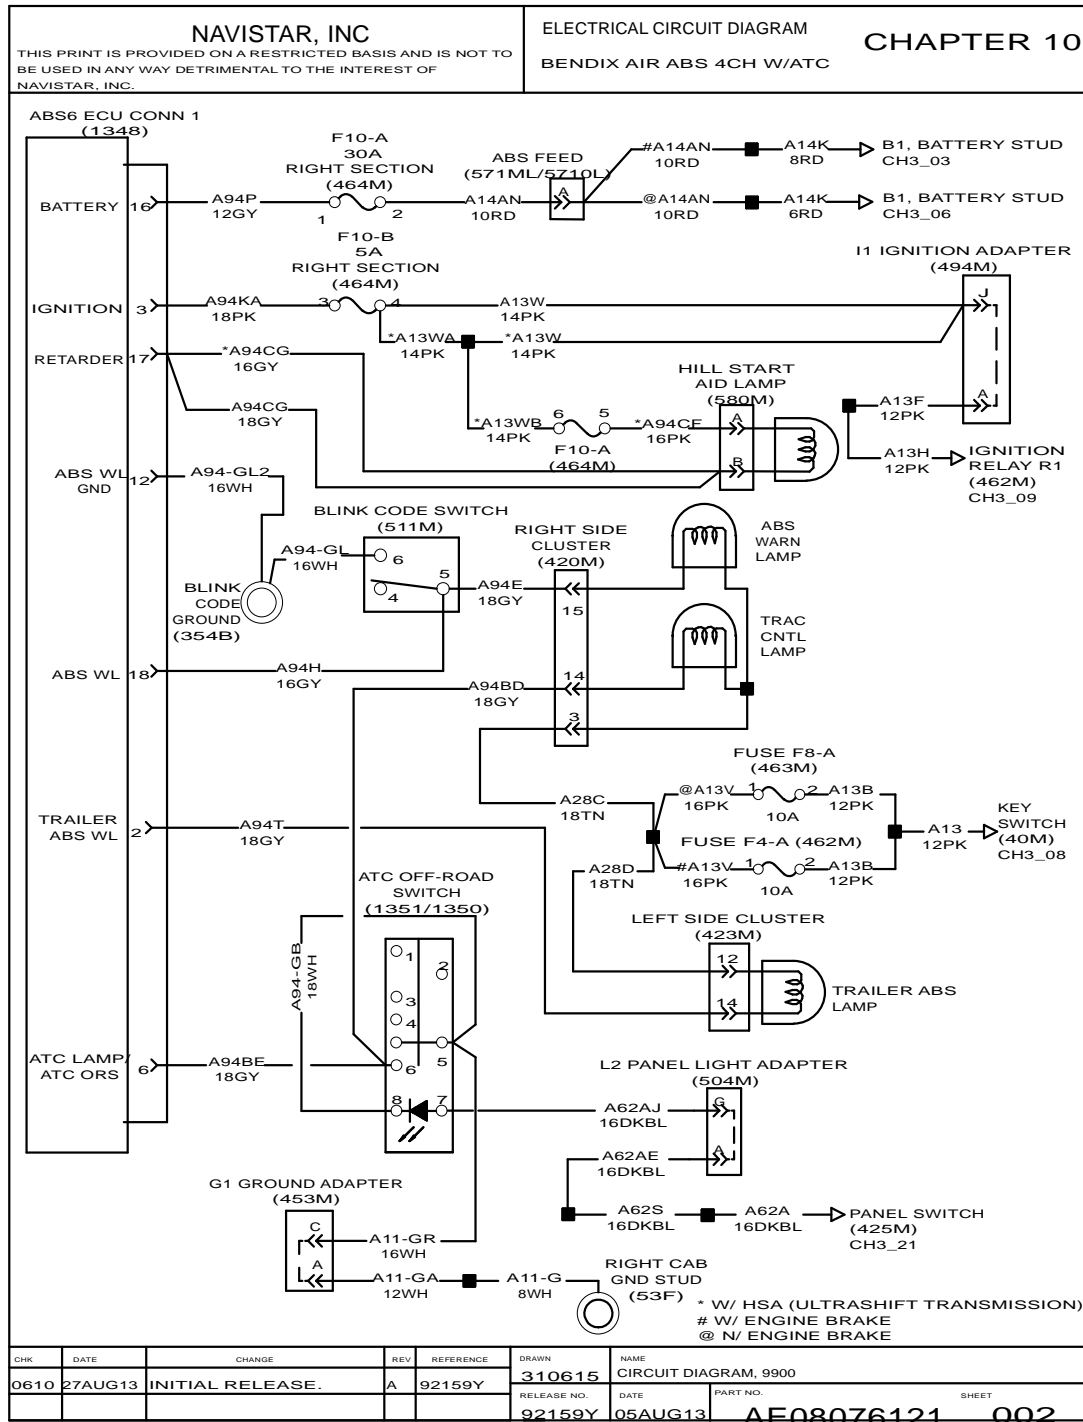 NAVISTAR, INC
THIS PRINT IS PROVIDED ON A RESTRICTED BASIS AND IS NOT TO
BE USED IN ANY WAY DETRIMENTAL TO THE INTEREST OF
NAVISTAR, INC.
ELECTRICAL CIRCUIT DIAGRAM
BENDIX AIR ABS 4CH W/ATC
CHAPTER 10
ABS6 ECU CONN 1
(1348)
F10-A
30A
RIGHT SECTION
(464M)
ABS FEED
(571ML/5710L)
#A14AN
10RD
A14K
8RD
B1, BATTERY STUD
CH3_03
BATTERY
16
A94P
12GY
1
2
A14AN
10RD
A
@A14AN
10RD
A14K
6RD
B1, BATTERY STUD
CH3_06
F10-B
5A
RIGHT SECTION
(464M)
I1 IGNITION ADAPTER
(494M)
IGNITION
3
A94KA
18PK
3
4
A13W
14PK
J
*A13WA
14PK
*A13W
14PK
RETARDER
17
*A94CG
16GY
HILL START
AID LAMP
(580M)
A94CG
18GY
*A13WB
14PK
6
5
F10-A
(464M)
*A94CF
16PK
A
B
A13F
12PK
A
A13H
12PK
IGNITION
RELAY R1
(462M)
CH3_09
ABS WL
GND
12
A94-GL2
16WH
BLINK CODE SWITCH
(511M)
RIGHT SIDE
CLUSTER
(420M)
ABS
WARN
LAMP
A94-GL
16WH
6
5
4
A94E
18GY
15
BLINK
CODE
GROUND
(354B)
TRAC
CNTL
LAMP
ABS WL
18
A94H
16GY
A94BD
18GY
14
3
FUSE F8-A
(463M)
A28C
18TN
@A13V
16PK
1
2
10A
A13B
12PK
TRAILER
ABS WL
2
A94T
18GY
FUSE F4-A (462M)
A13
12PK
KEY
SWITCH
(40M)
CH3_08
A28D
18TN
#A13V
16PK
1
2
10A
A13B
12PK
ATC OFF-ROAD
SWITCH
(1351/1350)
LEFT SIDE CLUSTER
(423M)
A94-GB
18WH
1
2
3
4
5
6
12
14
TRAILER ABS
LAMP
ATC LAMP/
ATC ORS
6
A94BE
18GY
L2 PANEL LIGHT ADAPTER
(504M)
8
7
A62AJ
16DKBL
G
A62AE
16DKBL
A
G1 GROUND ADAPTER
(453M)
A62S
16DKBL
A62A
16DKBL
PANEL SWITCH
(425M)
CH3_21
C
A11-GR
16WH
A
A11-GA
12WH
A11-G
8WH
RIGHT CAB
GND STUD
(53F)
* W/ HSA (ULTRASHIFT TRANSMISSION)
# W/ ENGINE BRAKE
@ N/ ENGINE BRAKE
CHK DATE CHANGE REV REFERENCE
0610 27AUG13 INITIAL RELEASE. A 92159Y
DRAWN
310615
NAME
CIRCUIT DIAGRAM, 9900
RELEASE NO.
92159Y
DATE
05AUG13
PART NO.
AE08076121
SHEET
002